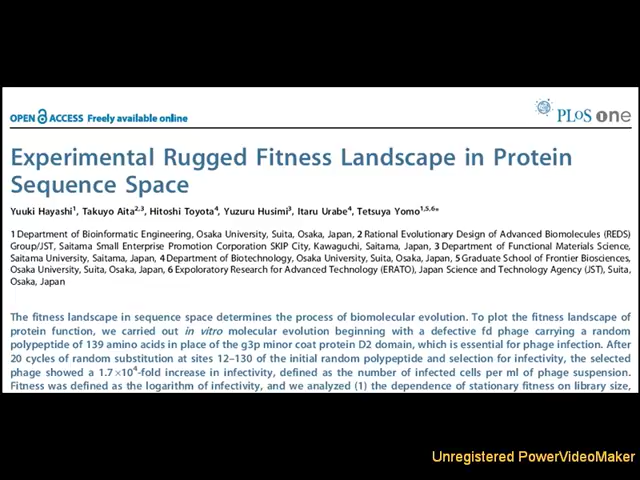 OPEN ACCESS Freely available online
PLoS one
Experimental Rugged Fitness Landscape in Protein
Sequence Space
Yuuki Hayashi1, Takuyo Aita2,3, Hitoshi Toyota4, Yuzuru Husimi3, Itaru Urabe4, Tetsuya Yomo1,5,6*
1 Department of Bioinformatic Engineering, Osaka University, Suita, Osaka, Japan, 2 Rational Evolutionary Design of Advanced Biomolecules (REDS)
Group/JST, Saitama Small Enterprise Promotion Corporation SKIP City, Kawaguchi, Saitama, Japan, 3 Department of Functional Materials Science,
Saitama University, Saitama, Japan, 4 Department of Biotechnology, Osaka University, Suita, Osaka, Japan, 5 Graduate School of Frontier Biosciences,
Osaka University, Suita, Osaka, Japan, 6 Expoloratory Research for Advanced Technology (ERATO), Japan Science and Technology Agency (JST), Suita,
Osaka, Japan
The fitness landscape in sequence space determines the process of biomolecular evolution. To plot the fitness landscape of
protein function, we carried out in vitro molecular evolution beginning with a defective fd phage carrying a random
polypeptide of 139 amino acids in place of the g3p minor coat protein D2 domain, which is essential for phage infection. After
20 cycles of random substitution at sites 12–130 of the initial random polypeptide and selection for infectivity, the selected
phage showed a 1.7×10^4-fold increase in infectivity, defined as the number of infected cells per ml of phage suspension.
Fitness was defined as the logarithm of infectivity, and we analyzed (1) the dependence of stationary fitness on library size,
Unregistered PowerVideoMaker